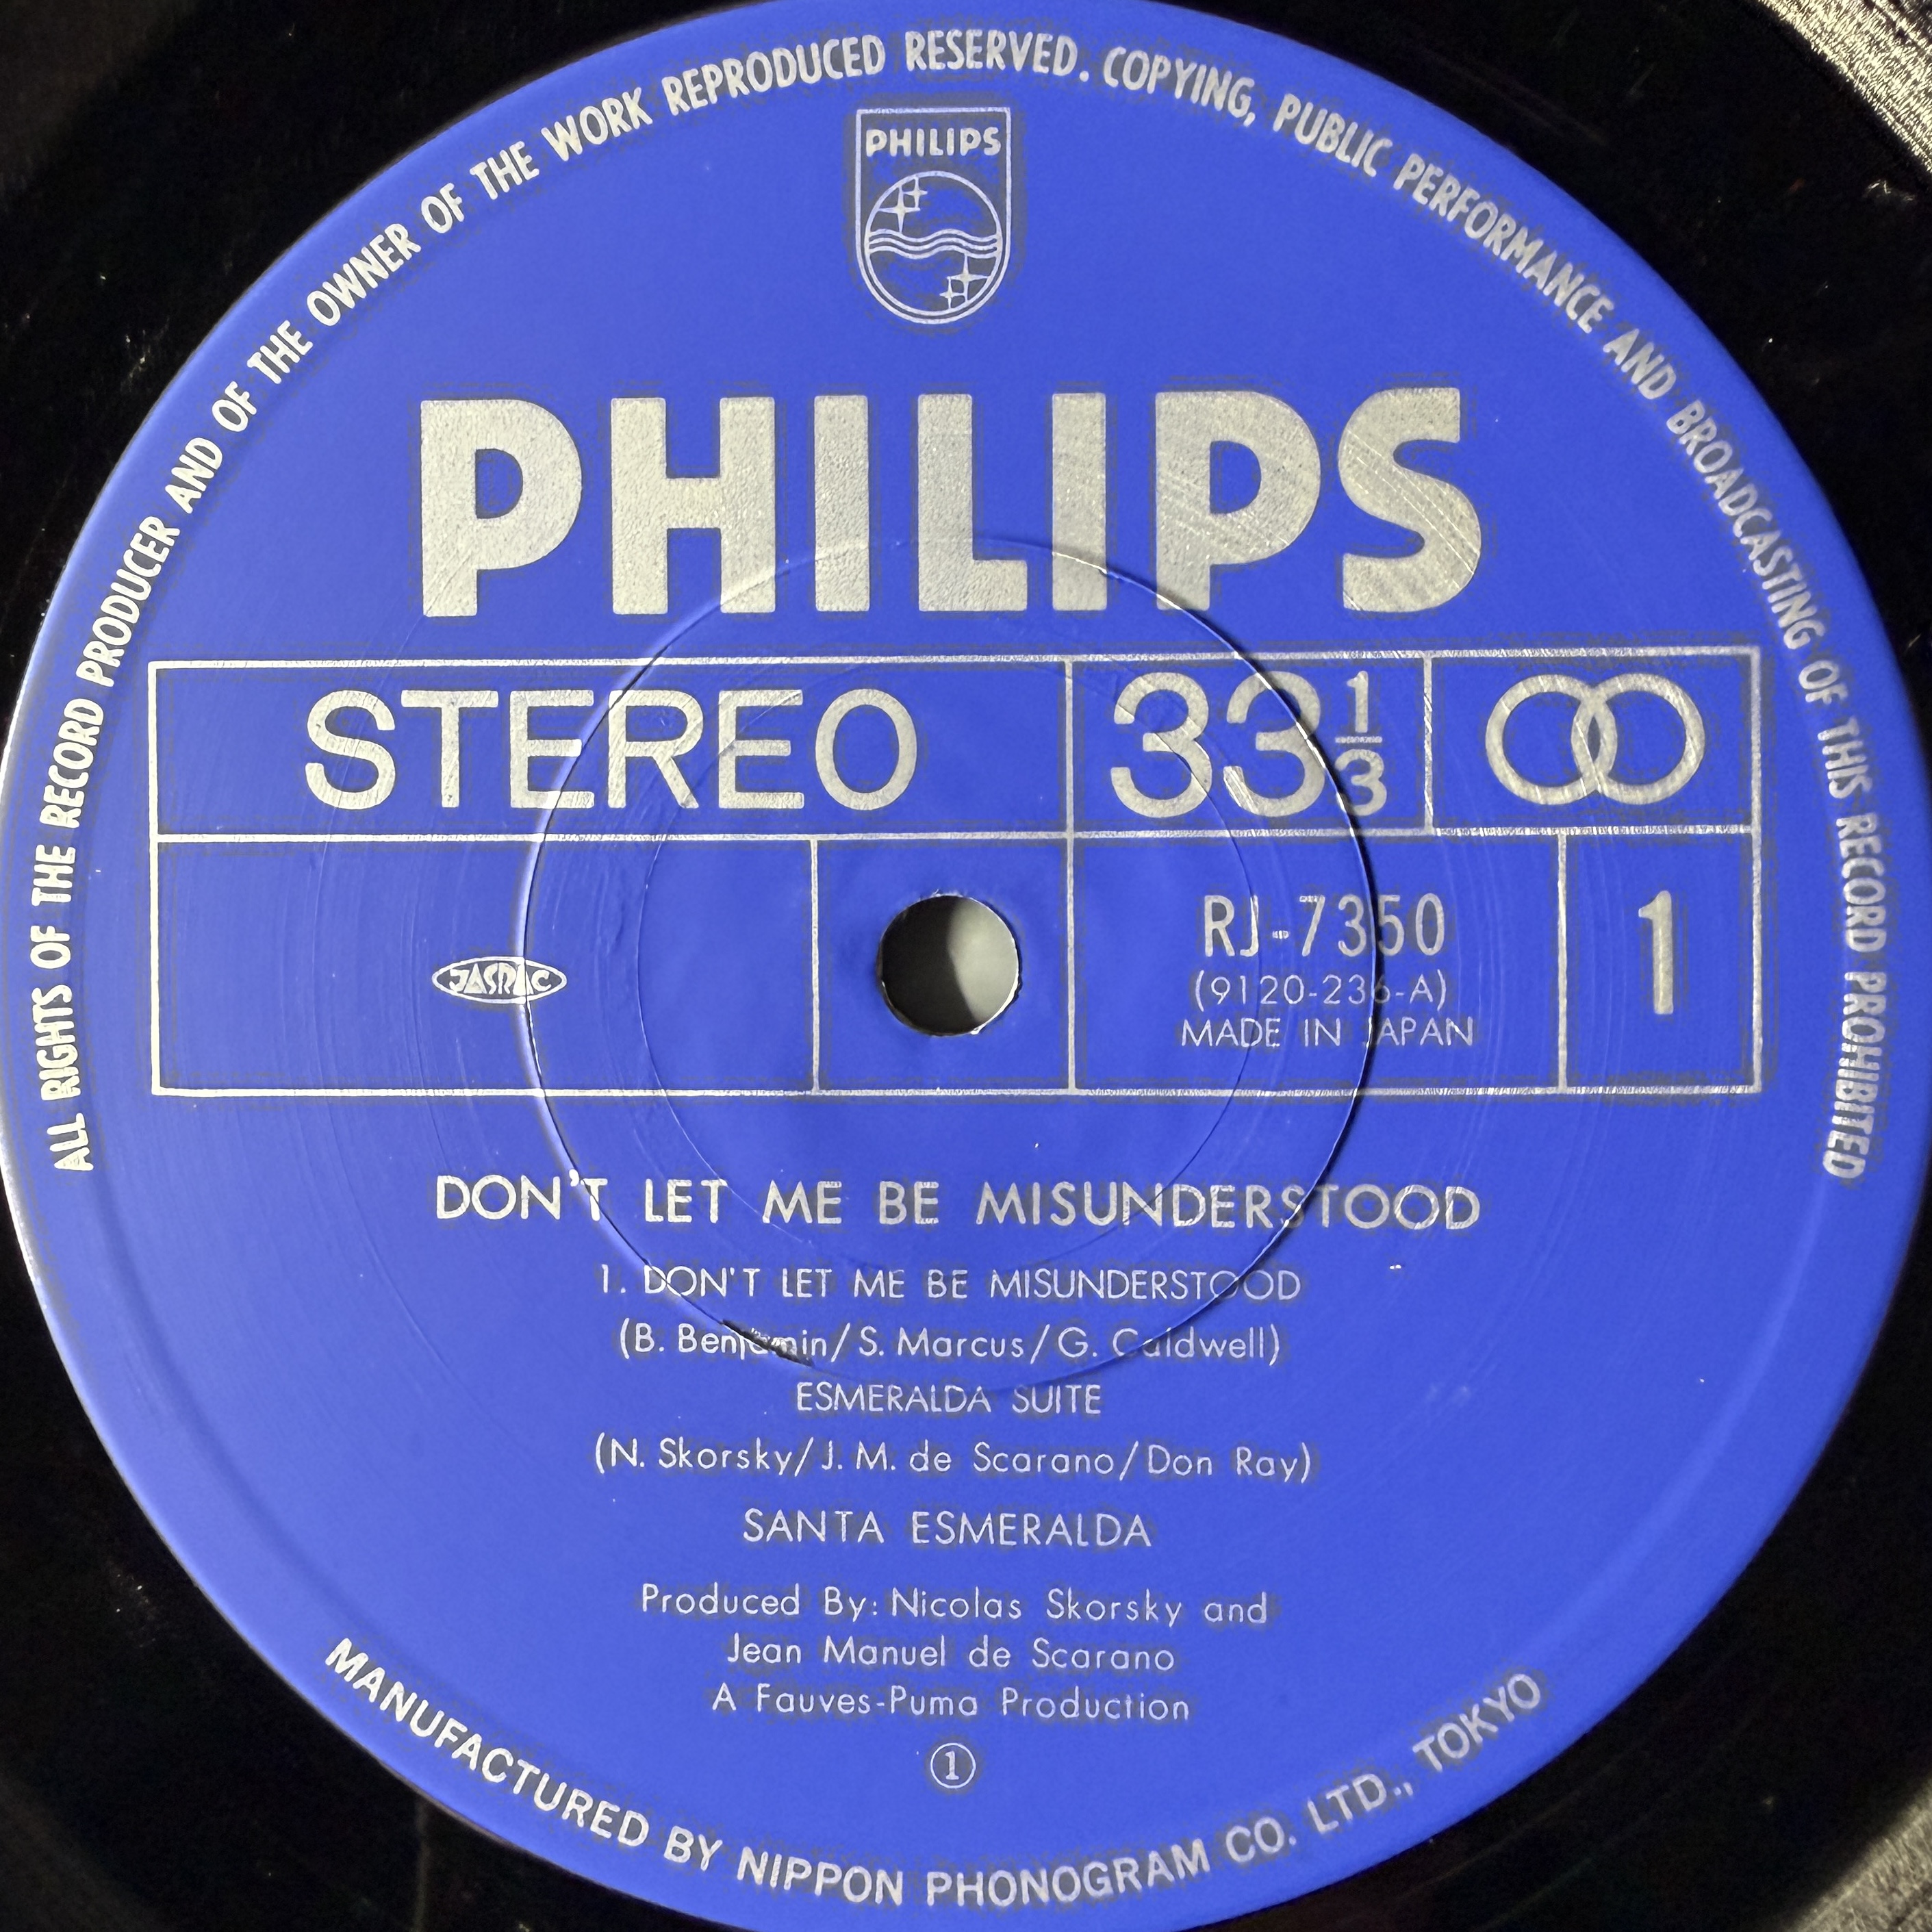 ALL RIGHTS OF THE RECORD PRODUCER AND OF THE OWNER OF THE WORK REPRODUCED RESERVED. COPYING, PUBLIC PERFORMANCE AND BROADCASTING OF THIS RECORD PROHIBITED
PHILIPS
PHILIPS
STEREO
33 1/3
JASRAC
RJ-7350
(9120-236-A)
MADE IN JAPAN
1
DON'T LET ME BE MISUNDERSTOOD
1. DON'T LET ME BE MISUNDERSTOOD
(B. Benjamin/S. Marcus/G. Caldwell)
ESMERALDA SUITE
(N. Skorsky/J. M. de Scarano/Don Ray)
SANTA ESMERALDA
Produced By: Nicolas Skorsky and
Jean Manuel de Scarano
A Fauves-Puma Production
①
MANUFACTURED BY NIPPON PHONOGRAM CO. LTD., TOKYO